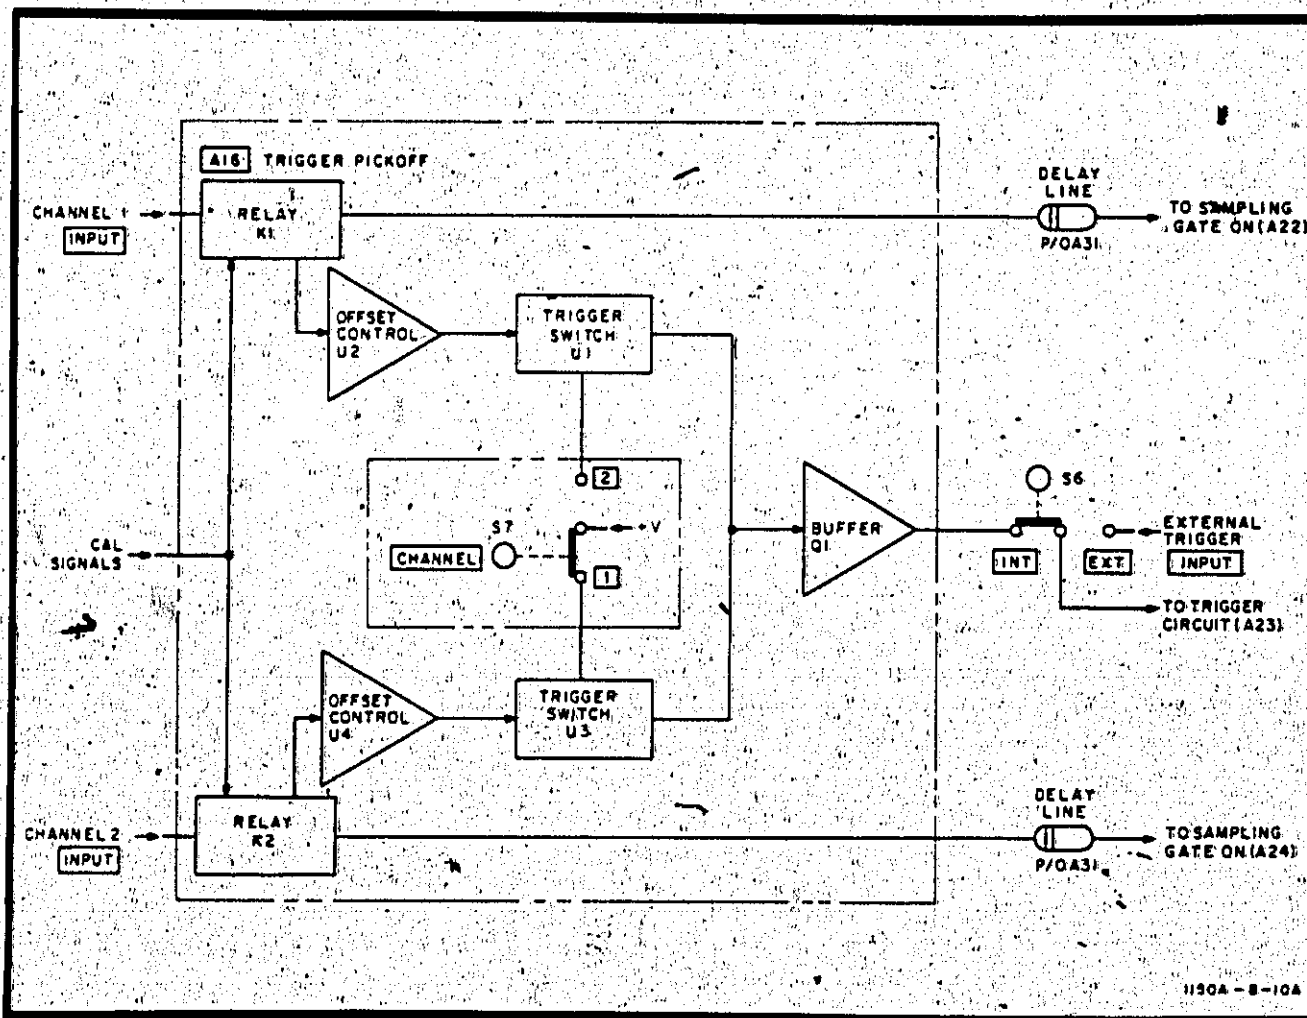 A16 TRIGGER PICKOFF
CHANNEL 1
INPUT
RELAY
K1
DELAY
LINE
P/OA31
TO SAMPLING
GATE ON (A22)
OFFSET
CONTROL
U2
TRIGGER
SWITCH
U1
2
S7
+V
CHANNEL
1
CAL
SIGNALS
BUFFER
Q1
S6
INT
EXT
EXTERNAL
TRIGGER
INPUT
TO TRIGGER
CIRCUIT (A23)
OFFSET
CONTROL
U4
TRIGGER
SWITCH
U3
CHANNEL 2
INPUT
RELAY
K2
DELAY
LINE
P/OA31
TO SAMPLING
GATE ON (A24)
1150A-B-10A